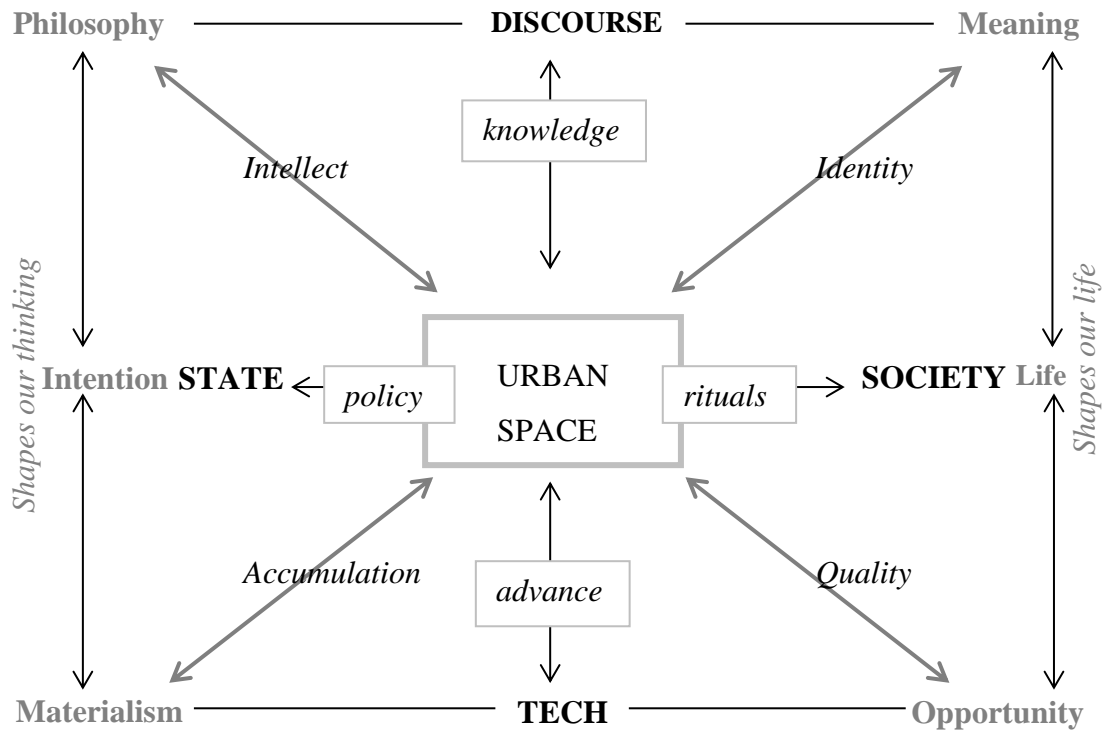 Philosophy DISCOURSE Meaning
knowledge
Intellect Identity
Shapes our thinking
Intention STATE
policy
URBAN
SPACE
rituals
SOCIETY Life
Shapes our life
Accumulation
advance
Quality
Materialism TECH Opportunity